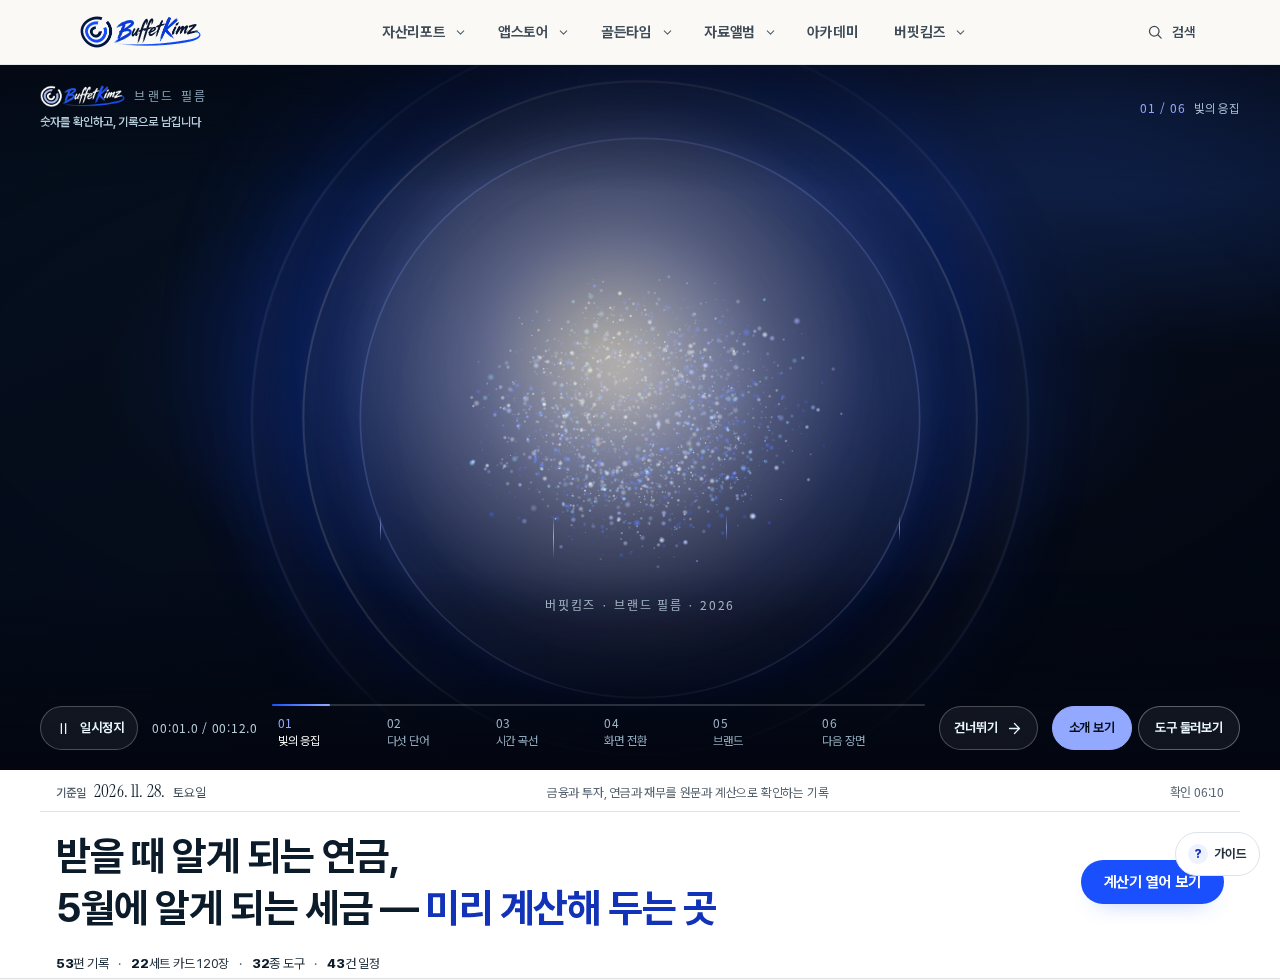 BuffetKimz 자산리포트 앱스토어 골든타임 자료앨범 아카데미 버핏킴즈 검색
BuffetKimz 브랜드 필름
숫자를 확인하고, 기록으로 남깁니다
01 / 06 빛의 응집
버핏킴즈 · 브랜드 필름 · 2026
일시정지 00:01.0 / 00:12.0
01 빛의 응집
02 다섯 단어
03 시간 곡선
04 화면 전환
05 브랜드
06 다음 장면
건너뛰기 → 소개 보기 도구 둘러보기
기준일 2026. 11. 28. 토요일 금융과 투자, 연금과 재무를 원문과 계산으로 확인하는 기록 확인 06:10
받을 때 알게 되는 연금,
5월에 알게 되는 세금 — 미리 계산해 두는 곳
? 가이드
계산기 열어 보기
53편 기록 · 22세트 카드 120장 · 32종 도구 · 43건 일정